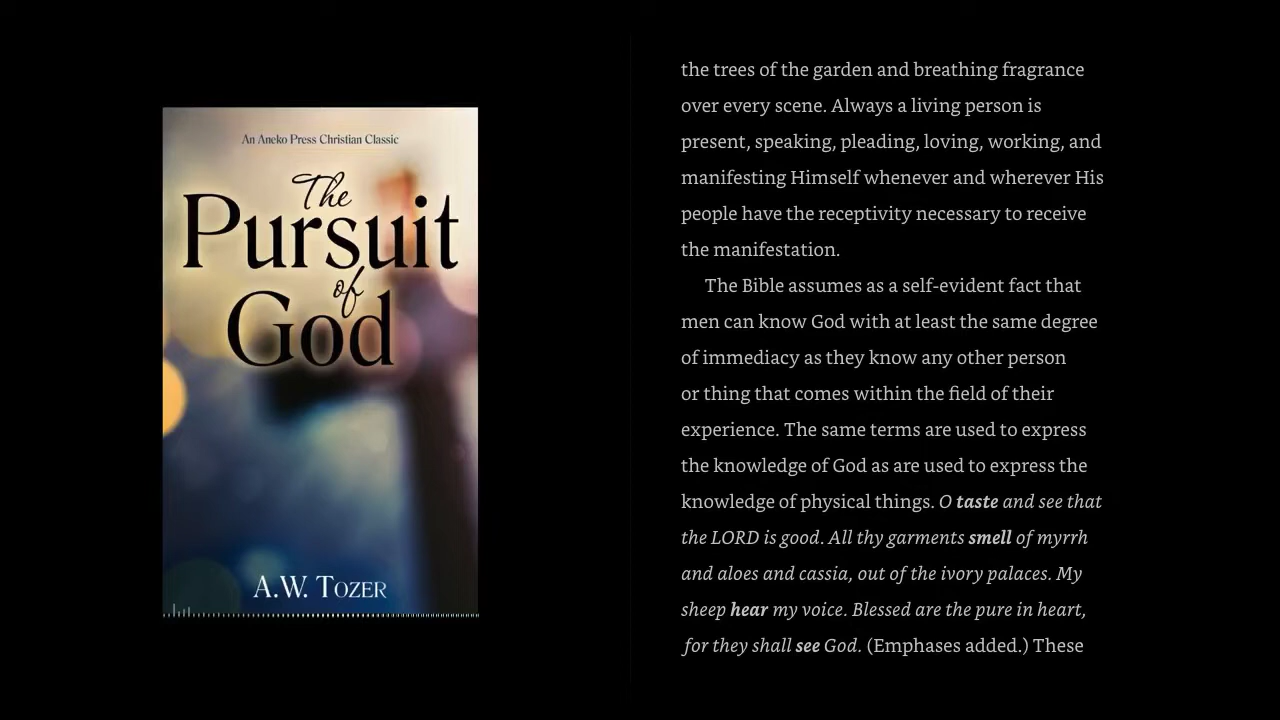 An Aneko Press Christian Classic
The
Pursuit
of
God
A.W. Tozer
the trees of the garden and breathing fragrance
over every scene. Always a living person is
present, speaking, pleading, loving, working, and
manifesting Himself whenever and wherever His
people have the receptivity necessary to receive
the manifestation.
The Bible assumes as a self-evident fact that
men can know God with at least the same degree
of immediacy as they know any other person
or thing that comes within the field of their
experience. The same terms are used to express
the knowledge of God as are used to express the
knowledge of physical things. O taste and see that
the LORD is good. All thy garments smell of myrrh
and aloes and cassia, out of the ivory palaces. My
sheep hear my voice. Blessed are the pure in heart,
for they shall see God. (Emphases added.) These